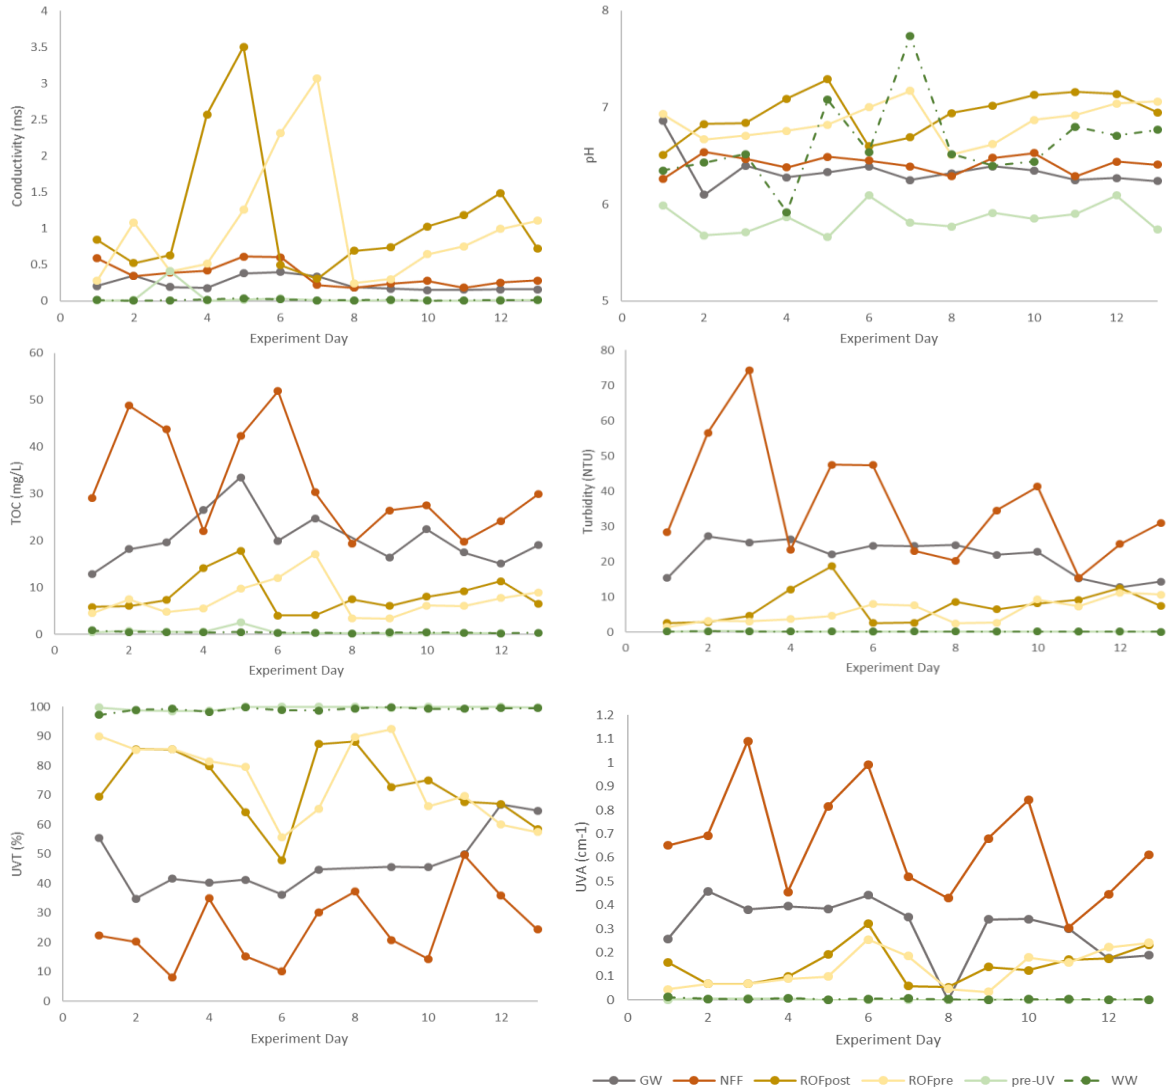 4
3.5
3
2.5
2
1.5
1
0.5
0
Conductivity (ms)
0 2 4 6 8 10 12
Experiment Day
8
7
6
5
pH
0 2 4 6 8 10 12
Experiment Day
60
50
40
30
20
10
0
TOC (mg/L)
0 2 4 6 8 10 12
Experiment Day
80
70
60
50
40
30
20
10
0
Turbidity (NTU)
0 2 4 6 8 10 12
Experiment Day
100
90
80
70
60
50
40
30
20
10
0
UVT (%)
0 2 4 6 8 10 12
Experiment Day
1.2
1.1
1
0.9
0.8
0.7
0.6
0.5
0.4
0.3
0.2
0.1
0
UVA (cm-1)
0 2 4 6 8 10 12
Experiment Day
GW NFF ROFpost ROFpre pre-UV WW